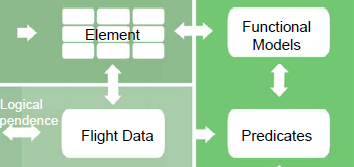 Element
Functional
Models
Logical
pendence
Flight Data
Predicates